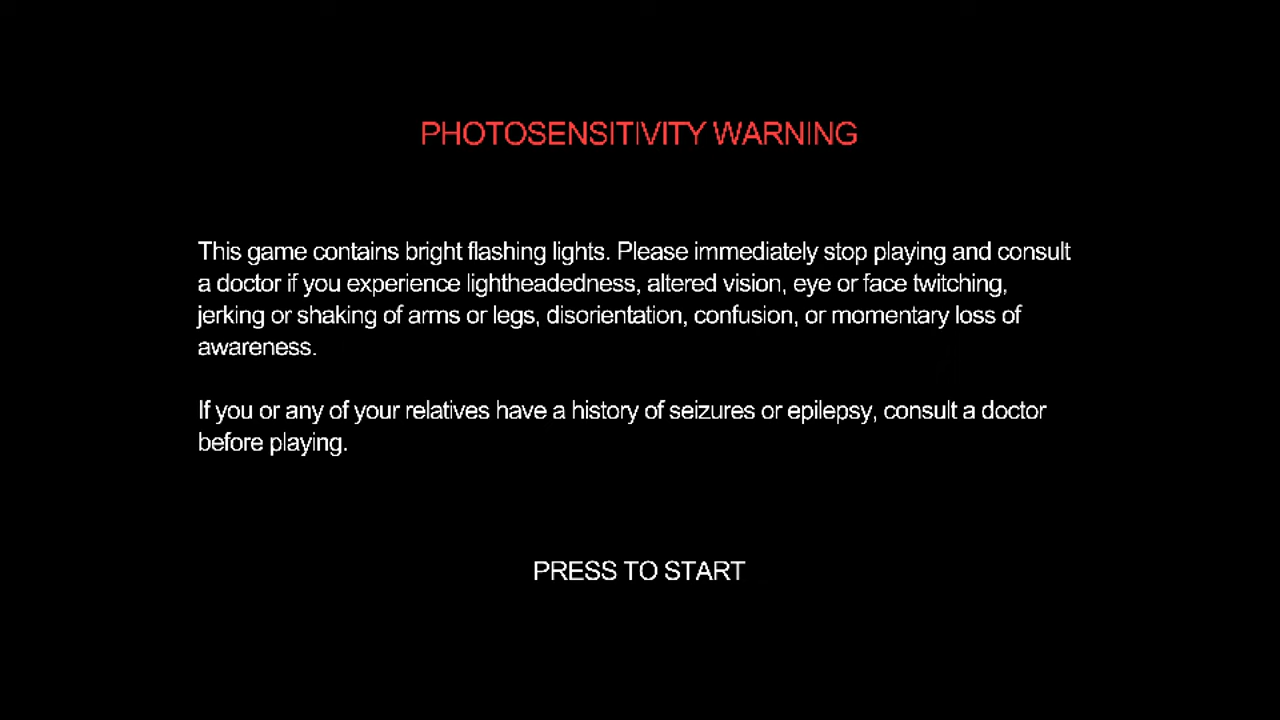 PHOTOSENSITIVITY WARNING
This game contains bright flashing lights. Please immediately stop playing and consult
a doctor if you experience lightheadedness, altered vision, eye or face twitching,
jerking or shaking of arms or legs, disorientation, confusion, or momentary loss of
awareness.
If you or any of your relatives have a history of seizures or epilepsy, consult a doctor
before playing.
PRESS TO START